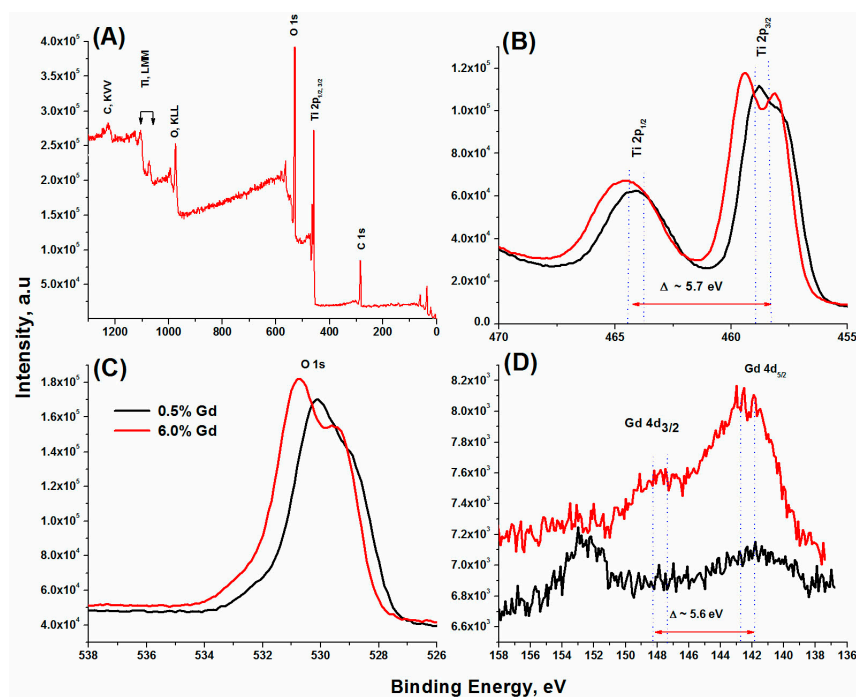 (A)
O 1s
4.0x10⁵
3.5x10⁵
3.0x10⁵
2.5x10⁵
2.0x10⁵
1.5x10⁵
1.0x10⁵
5.0x10⁴
0.0
C, KVV
Ti, LMM
O, KLL
Ti 2p1/2, 3/2
C 1s
1200 1000 800 600 400 200 0
(B)
Ti 2p3/2
Ti 2p1/2
1.2x10⁵
1.0x10⁵
8.0x10⁴
6.0x10⁴
4.0x10⁴
2.0x10⁴
0.0
Δ ~ 5.7 eV
470 465 460 455
Intensity, a.u
(C)
O 1s
0.5% Gd
6.0% Gd
1.8x10⁵
1.6x10⁵
1.4x10⁵
1.2x10⁵
1.0x10⁵
8.0x10⁴
6.0x10⁴
4.0x10⁴
538 536 534 532 530 528 526
(D)
Gd 4d5/2
Gd 4d3/2
8.2x10³
8.0x10³
7.6x10³
7.2x10³
7.0x10³
6.8x10³
6.6x10³
Δ ~ 5.6 eV
158 156 154 152 150 148 146 144 142 140 138 136
Binding Energy, eV